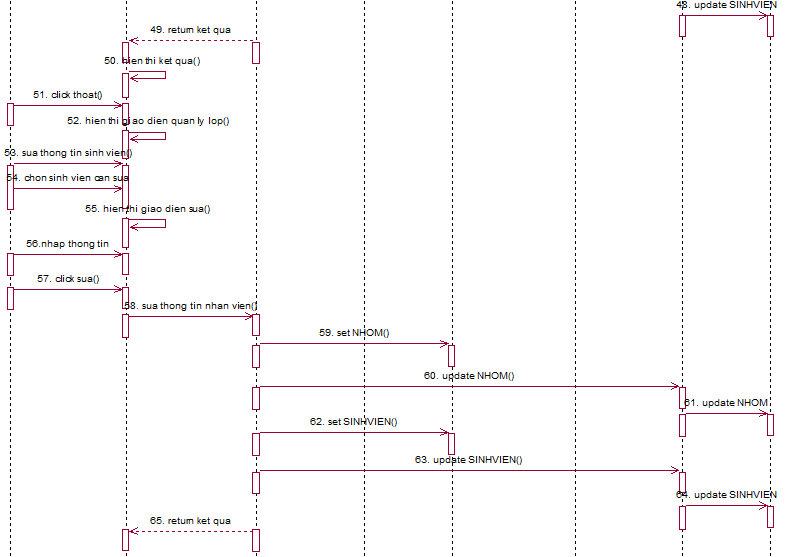 48. update SINHVIEN
49. return ket qua
50. hien thi ket qua()
51. click thoat()
52. hien thi giao dien quan ly lop()
53. sua thong tin sinh vien()
54. chon sinh vien can sua
55. hien thi giao dien sua()
56.nhap thong tin
57. click sua()
58. sua thong tin nhan vien()
59. set NHOM()
60. update NHOM()
61. update NHOM
62. set SINHVIEN()
63. update SINHVIEN()
64. update SINHVIEN
65. return ket qua